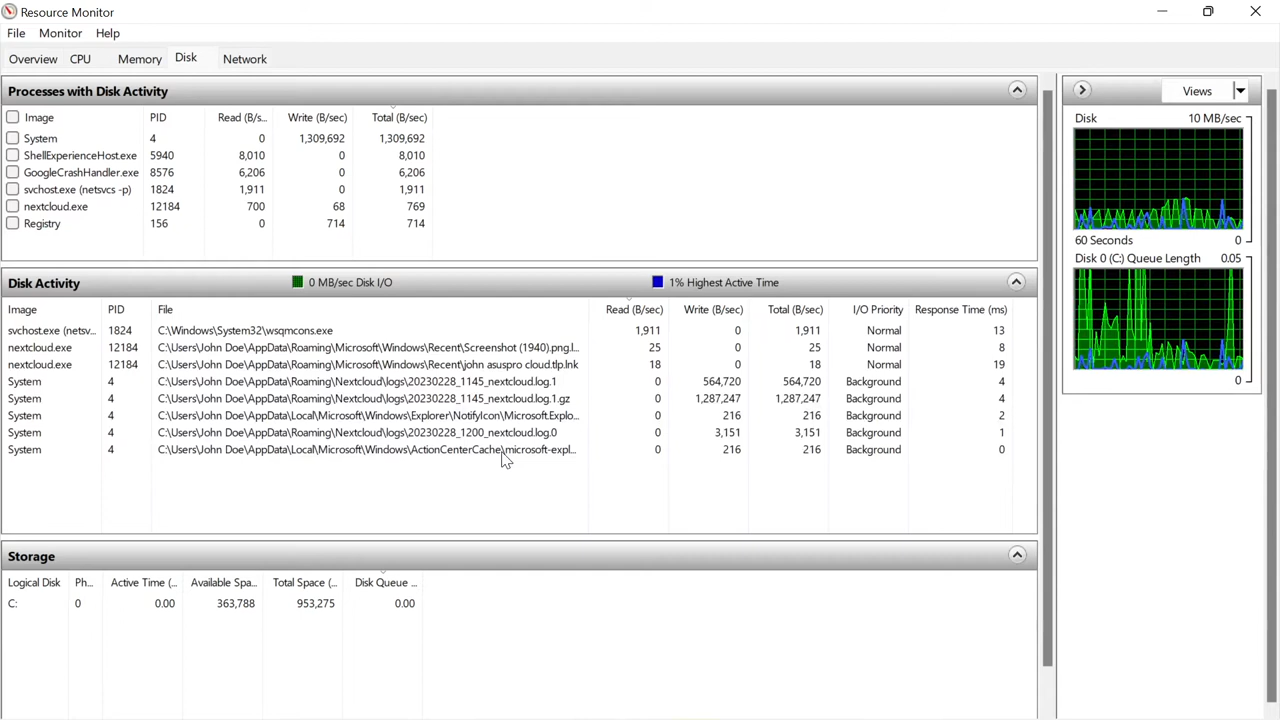 Resource Monitor
File Monitor Help
Overview CPU Memory Disk Network
Processes with Disk Activity
Image PID Read (B/s... Write (B/sec) Total (B/sec)
System 4 0 1,309,692 1,309,692
ShellExperienceHost.exe 5940 8,010 0 8,010
GoogleCrashHandler.exe 8576 6,206 0 6,206
svchost.exe (netsvcs -p) 1824 1,911 0 1,911
nextcloud.exe 12184 700 68 769
Registry 156 0 714 714
Disk Activity 0 MB/sec Disk I/O 1% Highest Active Time
Image PID File Read (B/sec) Write (B/sec) Total (B/sec) I/O Priority Response Time (ms)
svchost.exe (netsv... 1824 C:\Windows\System32\wsqmcons.exe 1,911 0 1,911 Normal 13
nextcloud.exe 12184 C:\Users\John Doe\AppData\Roaming\Microsoft\Windows\Recent\Screenshot (1940).png.l... 25 0 25 Normal 8
nextcloud.exe 12184 C:\Users\John Doe\AppData\Roaming\Microsoft\Windows\Recent\john asuspro cloud.tlp.lnk 18 0 18 Normal 19
System 4 C:\Users\John Doe\AppData\Roaming\Nextcloud\logs\20230228_1145_nextcloud.log.1 0 564,720 564,720 Background 4
System 4 C:\Users\John Doe\AppData\Roaming\Nextcloud\logs\20230228_1145_nextcloud.log.1.gz 0 1,287,247 1,287,247 Background 4
System 4 C:\Users\John Doe\AppData\Local\Microsoft\Windows\Explorer\NotifyIcon\Microsoft.Explo... 0 216 216 Background 2
System 4 C:\Users\John Doe\AppData\Roaming\Nextcloud\logs\20230228_1200_nextcloud.log.0 0 3,151 3,151 Background 1
System 4 C:\Users\John Doe\AppData\Local\Microsoft\Windows\ActionCenterCache\microsoft-expl... 0 216 216 Background 0
Storage
Logical Disk Ph... Active Time (... Available Spa... Total Space (... Disk Queue ...
C: 0 0.00 363,788 953,275 0.00
Views
Disk 10 MB/sec
60 Seconds 0
Disk 0 (C:) Queue Length 0.05
0